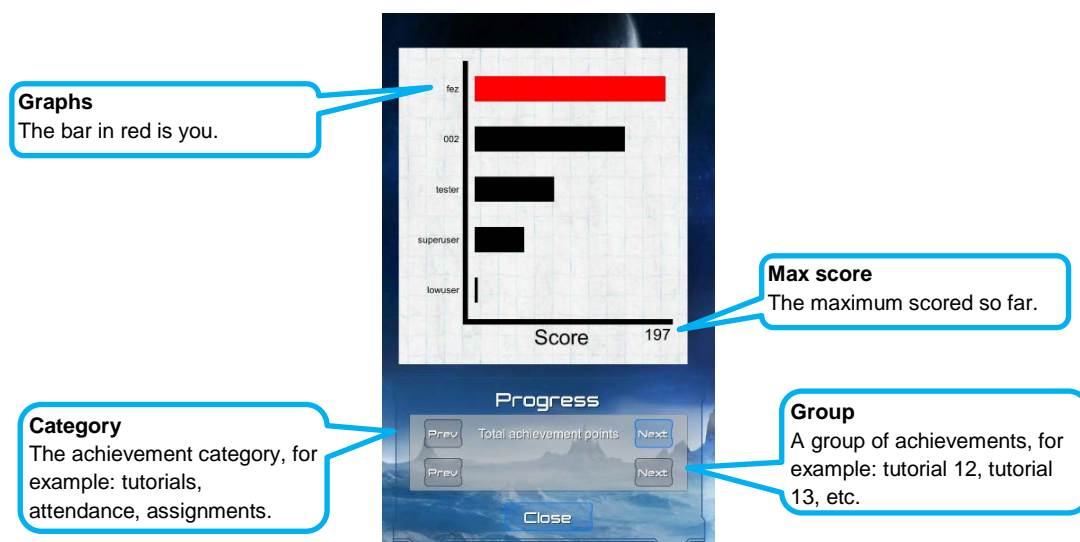 Graphs
The bar in red is you.
fez
002
tester
superuser
lowuser
Score
197
Max score
The maximum scored so far.
Progress
Prev
Total achievement points
Next
Prev
Next
Close
Category
The achievement category, for
example: tutorials,
attendance, assignments.
Group
A group of achievements, for
example: tutorial 12, tutorial
13, etc.